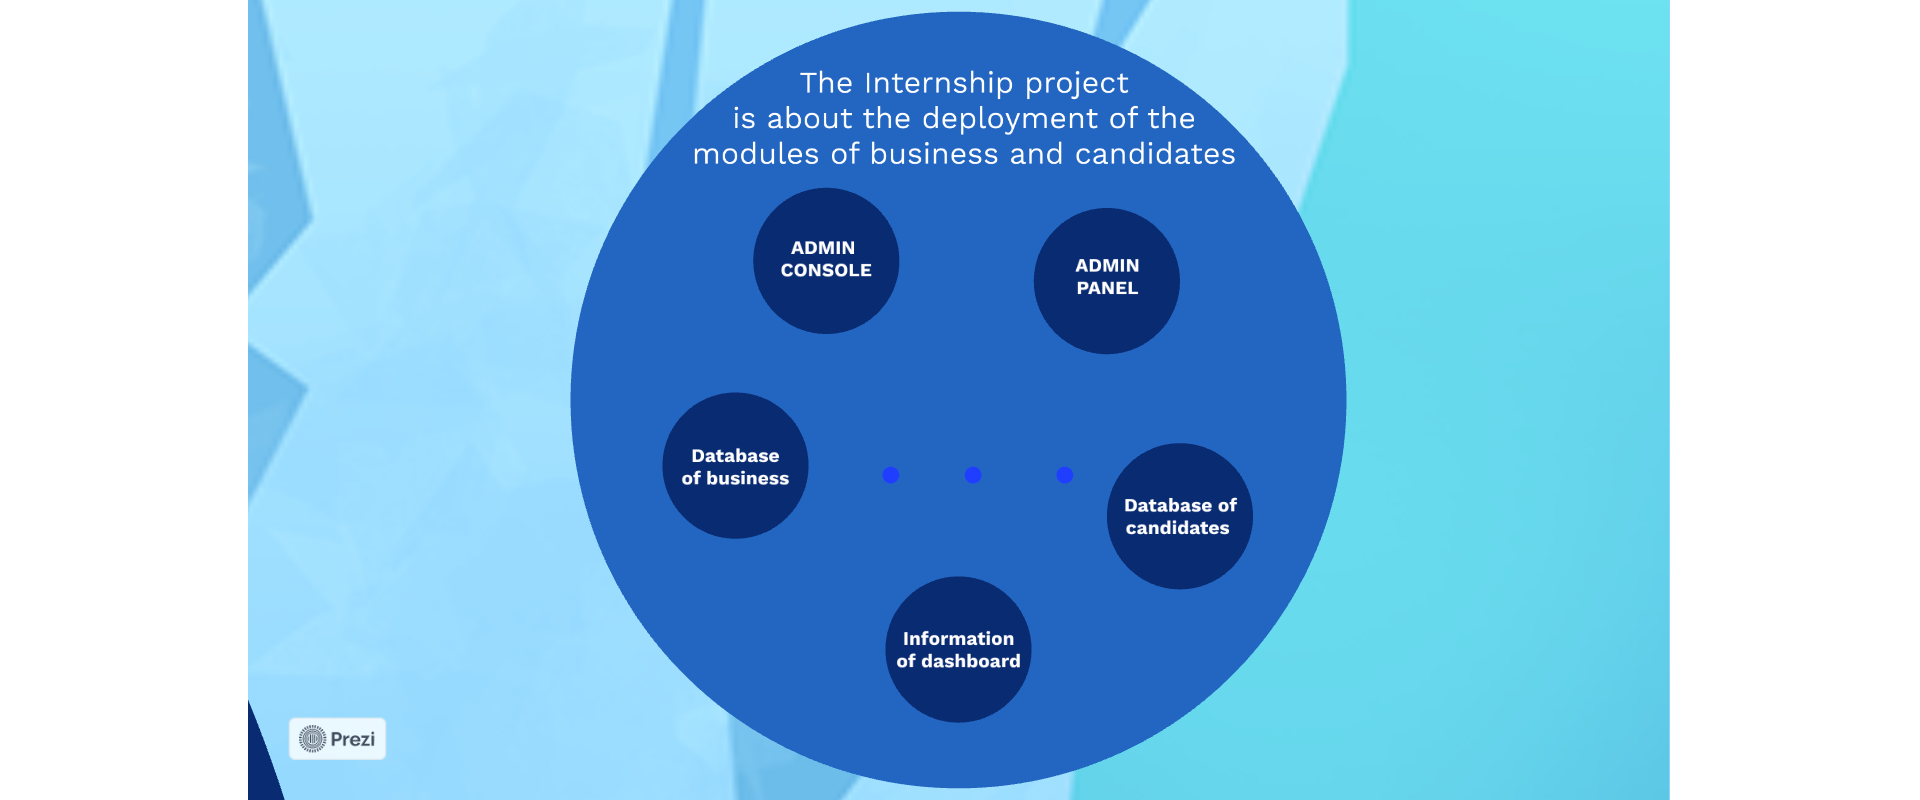 The Internship project
is about the deployment of the
modules of business and candidates
ADMIN
CONSOLE
ADMIN
PANEL
Database
of business
Database of
candidates
Information
of dashboard
Prezi